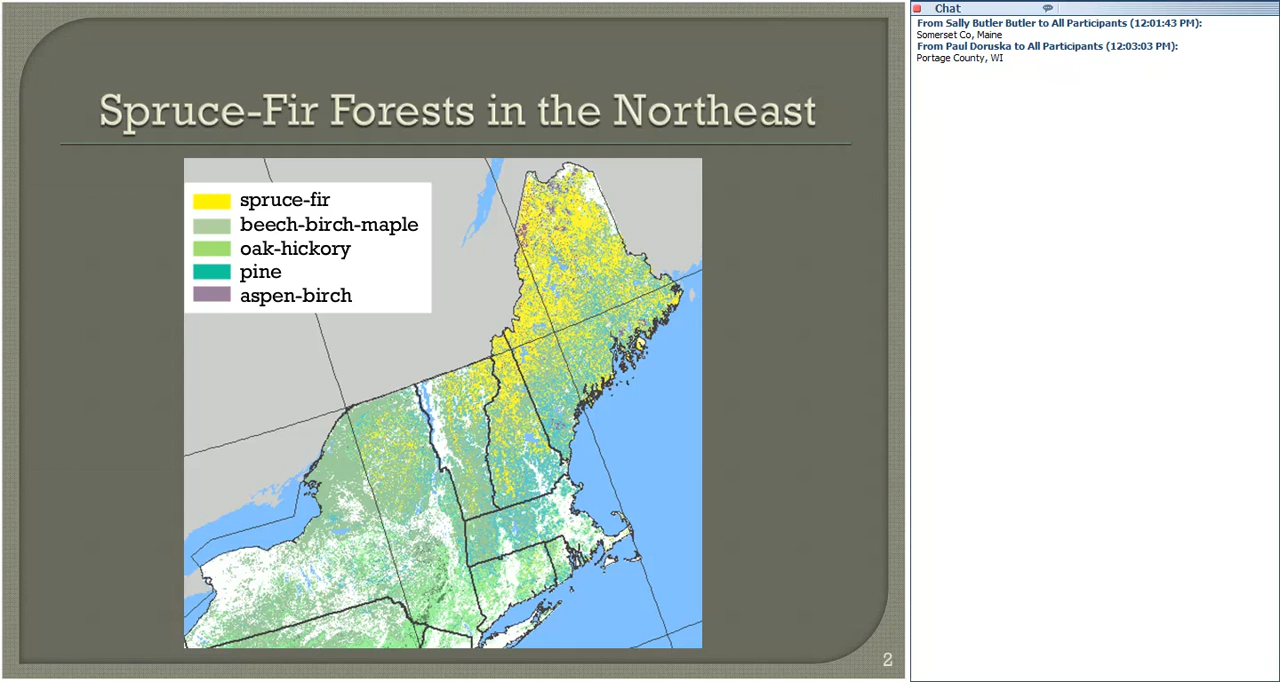 Spruce-Fir Forests in the Northeast
spruce-fir
beech-birch-maple
oak-hickory
pine
aspen-birch
2
Chat
From Sally Butler Butler to All Participants (12:01:43 PM):
Somerset Co, Maine
From Paul Doruska to All Participants (12:03:03 PM):
Portage County, WI